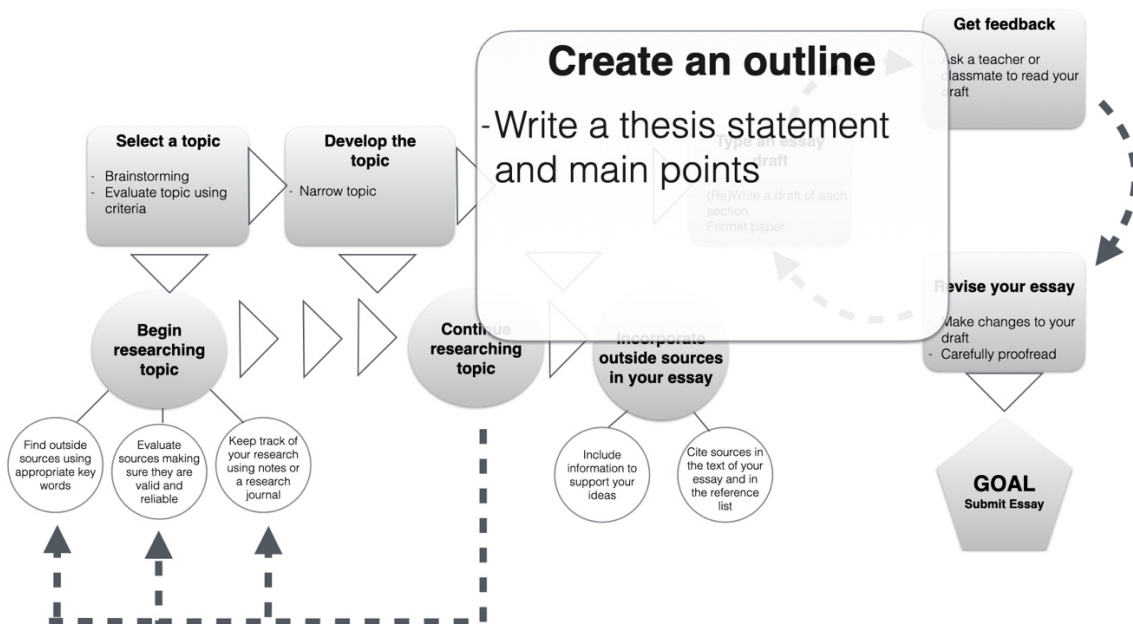 Get feedback
- Ask a teacher or
classmate to read your
draft
Create an outline
-Write a thesis statement
and main points
Select a topic
- Brainstorming
- Evaluate topic using
criteria
Develop the
topic
- Narrow topic
Type an essay
draft
- (Re)Write a draft of each
section
- Format paper
Revise your essay
- Make changes to your
draft
- Carefully proofread
Begin
researching
topic
Continue
researching
topic
Incorporate
outside sources
in your essay
Find outside
sources using
appropriate key
words
Evaluate
sources making
sure they are
valid and
reliable
Keep track of
your research
using notes or
a research
journal
Include
information to
support your
ideas
Cite sources in
the text of your
essay and in
the reference
list
GOAL
Submit Essay